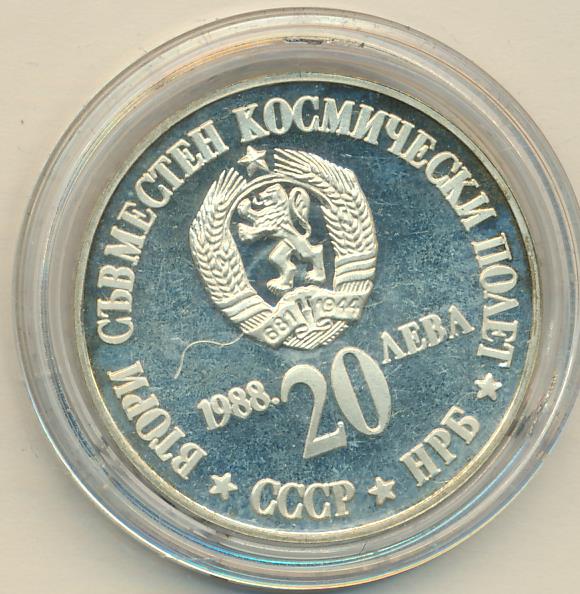 ВТОРИ СЪВМЕСТЕН КОСМИЧЕСКИ ПОЛЕТ
★ СССР ★ НРБ ★
681 1944
1988. 20 ЛЕВА